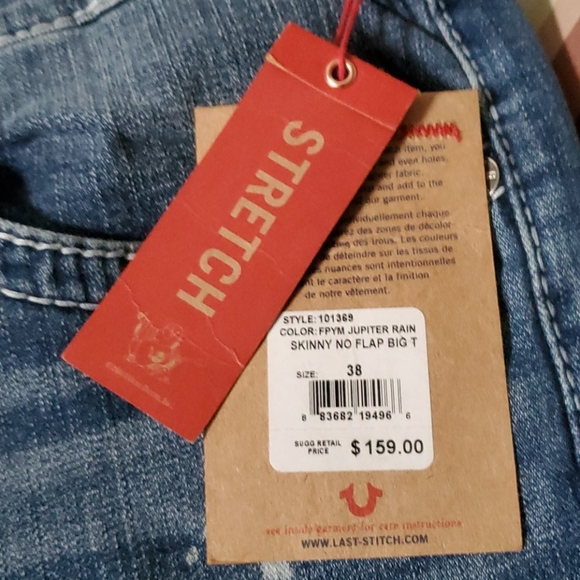 STRETCH
item, you
and even holes.
fabric.
and add to the
your garment.
individuellement chaque
des zones de décolor-
des trous. Les couleurs
déteindre sur les tissus de
nuances sont intentionnelles
le caractère et la finition
de notre vêtement.
STYLE: 101369
COLOR: FPYM JUPITER RAIN
SKINNY NO FLAP BIG T
SIZE: 38
8 83682 19496 6
SUGG RETAIL
PRICE $159.00
see inside garment for care instructions
WWW.LAST-STITCH.COM